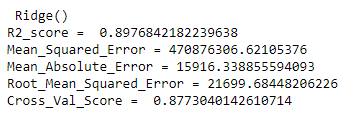 Ridge()
R2_score =  0.8976842182239638
Mean_Squared_Error = 470876306.62105376
Mean_Absolute_Error = 15916.338855594093
Root_Mean_Squared_Error = 21699.68448206226
Cross_Val_Score =  0.8773040142610714